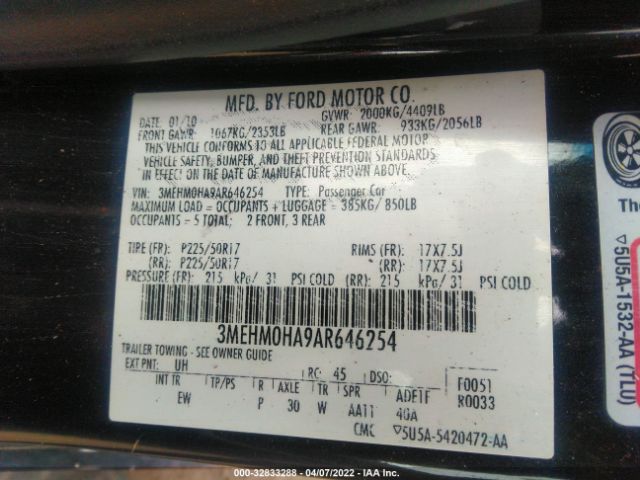 MFD. BY FORD MOTOR CO.
DATE: 01/10 GVWR: 2000KG/4409LB
FRONT GAWR: 1067KG/2353LB REAR GAWR: 933KG/2056LB
THIS VEHICLE CONFORMS TO ALL APPLICABLE FEDERAL MOTOR
VEHICLE SAFETY, BUMPER, AND THEFT PREVENTION STANDARDS
IN EFFECT ON THE DATE OF MANUFACTURE SHOWN ABOVE.
VIN: 3MEHM0HA9AR646254 TYPE: Passenger Car
MAXIMUM LOAD = OCCUPANTS + LUGGAGE = 385KG/ 850LB
OCCUPANTS = 5 TOTAL: 2 FRONT, 3 REAR
TIRE (FR): P225/50R17 RIMS (FR): 17X7.5J
(RR): P225/50R17 (RR): 17X7.5J
PRESSURE (FR): 215 kPa/ 31 PSI COLD (RR): 215 kPa/ 31 PSI COLD
3MEHM0HA9AR646254
TRAILER TOWING - SEE OWNER GUIDE
EXT PNT: UH RC: 45 DSO: F0051
INT TR TP/PS R AXLE TR SPR ADE1F R0033
EW P 30 W AA11 40A
CMC ▽5U5A-5420472-AA
The
▽5U5A-1532-AA (TL0)
000-32833288 - 04/07/2022 - IAA Inc.